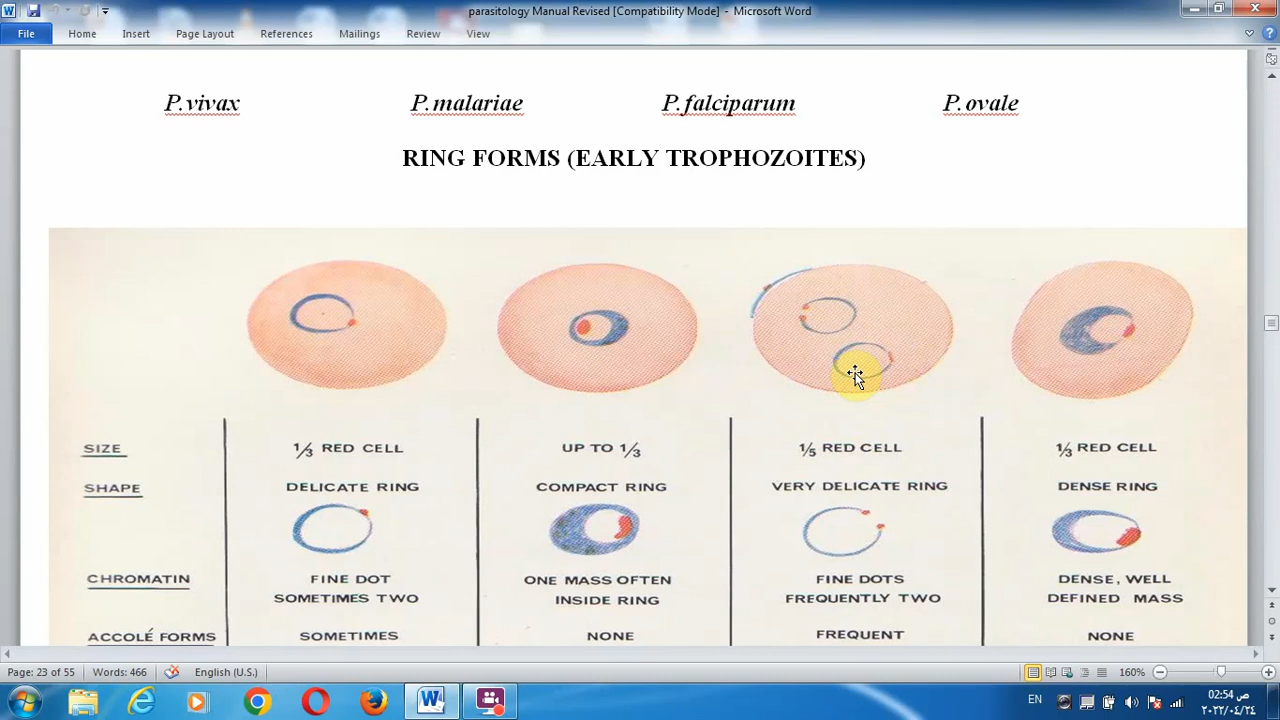 parasitology Manual Revised [Compatibility Mode] - Microsoft Word
File Home Insert Page Layout References Mailings Review View
P.vivax P.malariae P.falciparum P.ovale
RING FORMS (EARLY TROPHOZOITES)
SIZE 1/3 RED CELL UP TO 1/3 1/5 RED CELL 1/3 RED CELL
SHAPE DELICATE RING COMPACT RING VERY DELICATE RING DENSE RING
CHROMATIN FINE DOT ONE MASS OFTEN FINE DOTS DENSE, WELL
SOMETIMES TWO INSIDE RING FREQUENTLY TWO DEFINED MASS
ACCOLÉ FORMS SOMETIMES NONE FREQUENT NONE
Page: 23 of 55 Words: 466 English (U.S.) 160%
EN 02:54 ص
٢٠٢٢/٠٤/٢٤